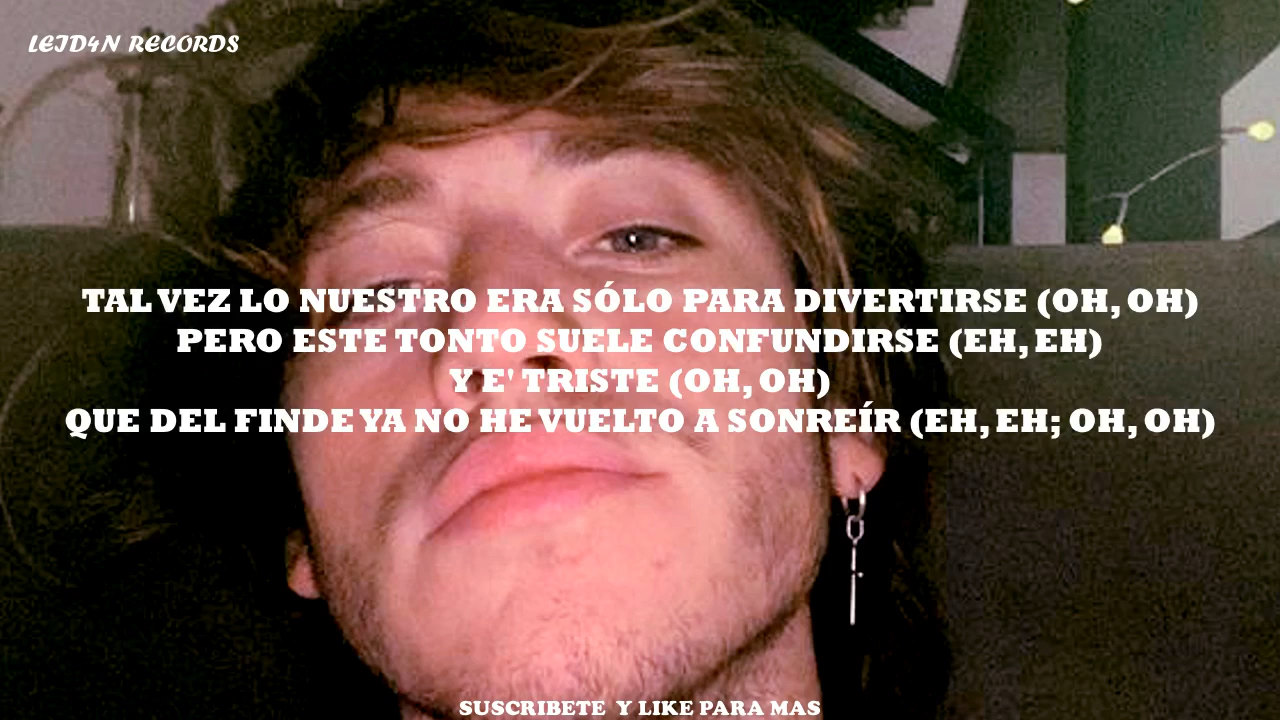 LEID4N RECORDS
TAL VEZ LO NUESTRO ERA SÓLO PARA DIVERTIRSE (OH, OH)
PERO ESTE TONTO SUELE CONFUNDIRSE (EH, EH)
Y E' TRISTE (OH, OH)
QUE DEL FINDE YA NO HE VUELTO A SONREÍR (EH, EH; OH, OH)
SUSCRIBETE Y LIKE PARA MAS